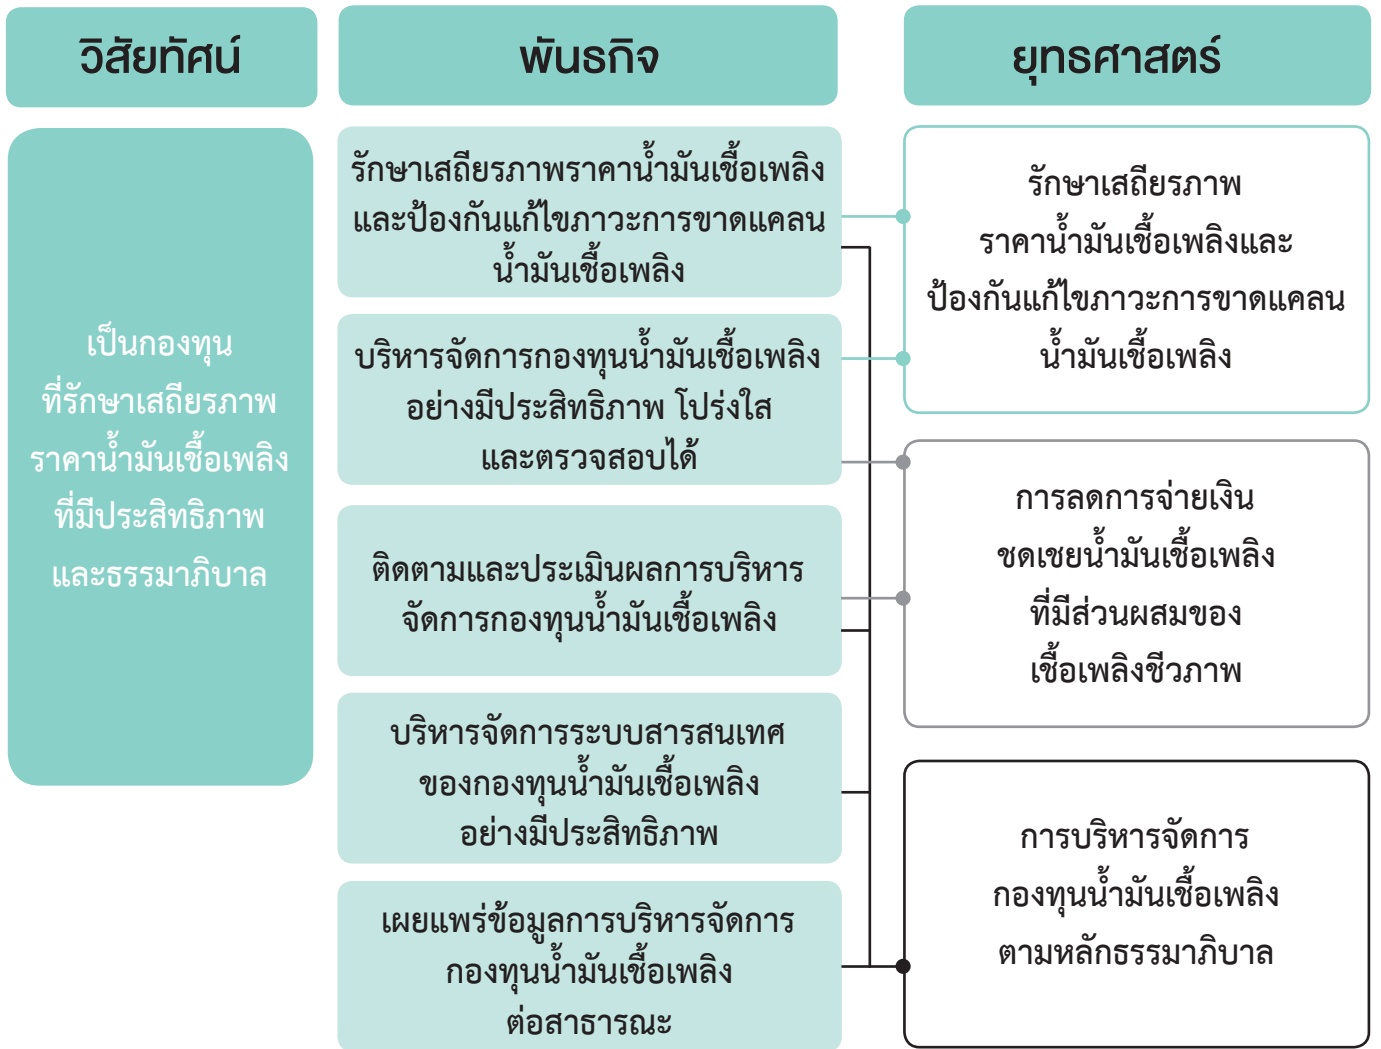 วิสัยทัศน์
เป็นกองทุน
ที่รักษาเสถียรภาพ
ราคาน้ำมันเชื้อเพลิง
ที่มีประสิทธิภาพ
และธรรมาภิบาล
พันธกิจ
รักษาเสถียรภาพราคาน้ำมันเชื้อเพลิง
และป้องกันแก้ไขภาวะการขาดแคลน
น้ำมันเชื้อเพลิง
บริหารจัดการกองทุนน้ำมันเชื้อเพลิง
อย่างมีประสิทธิภาพ โปร่งใส
และตรวจสอบได้
ติดตามและประเมินผลการบริหาร
จัดการกองทุนน้ำมันเชื้อเพลิง
บริหารจัดการระบบสารสนเทศ
ของกองทุนน้ำมันเชื้อเพลิง
อย่างมีประสิทธิภาพ
เผยแพร่ข้อมูลการบริหารจัดการ
กองทุนน้ำมันเชื้อเพลิง
ต่อสาธารณะ
ยุทธศาสตร์
รักษาเสถียรภาพ
ราคาน้ำมันเชื้อเพลิงและ
ป้องกันแก้ไขภาวะการขาดแคลน
น้ำมันเชื้อเพลิง
การลดการจ่ายเงิน
ชดเชยน้ำมันเชื้อเพลิง
ที่มีส่วนผสมของ
เชื้อเพลิงชีวภาพ
การบริหารจัดการ
กองทุนน้ำมันเชื้อเพลิง
ตามหลักธรรมาภิบาล